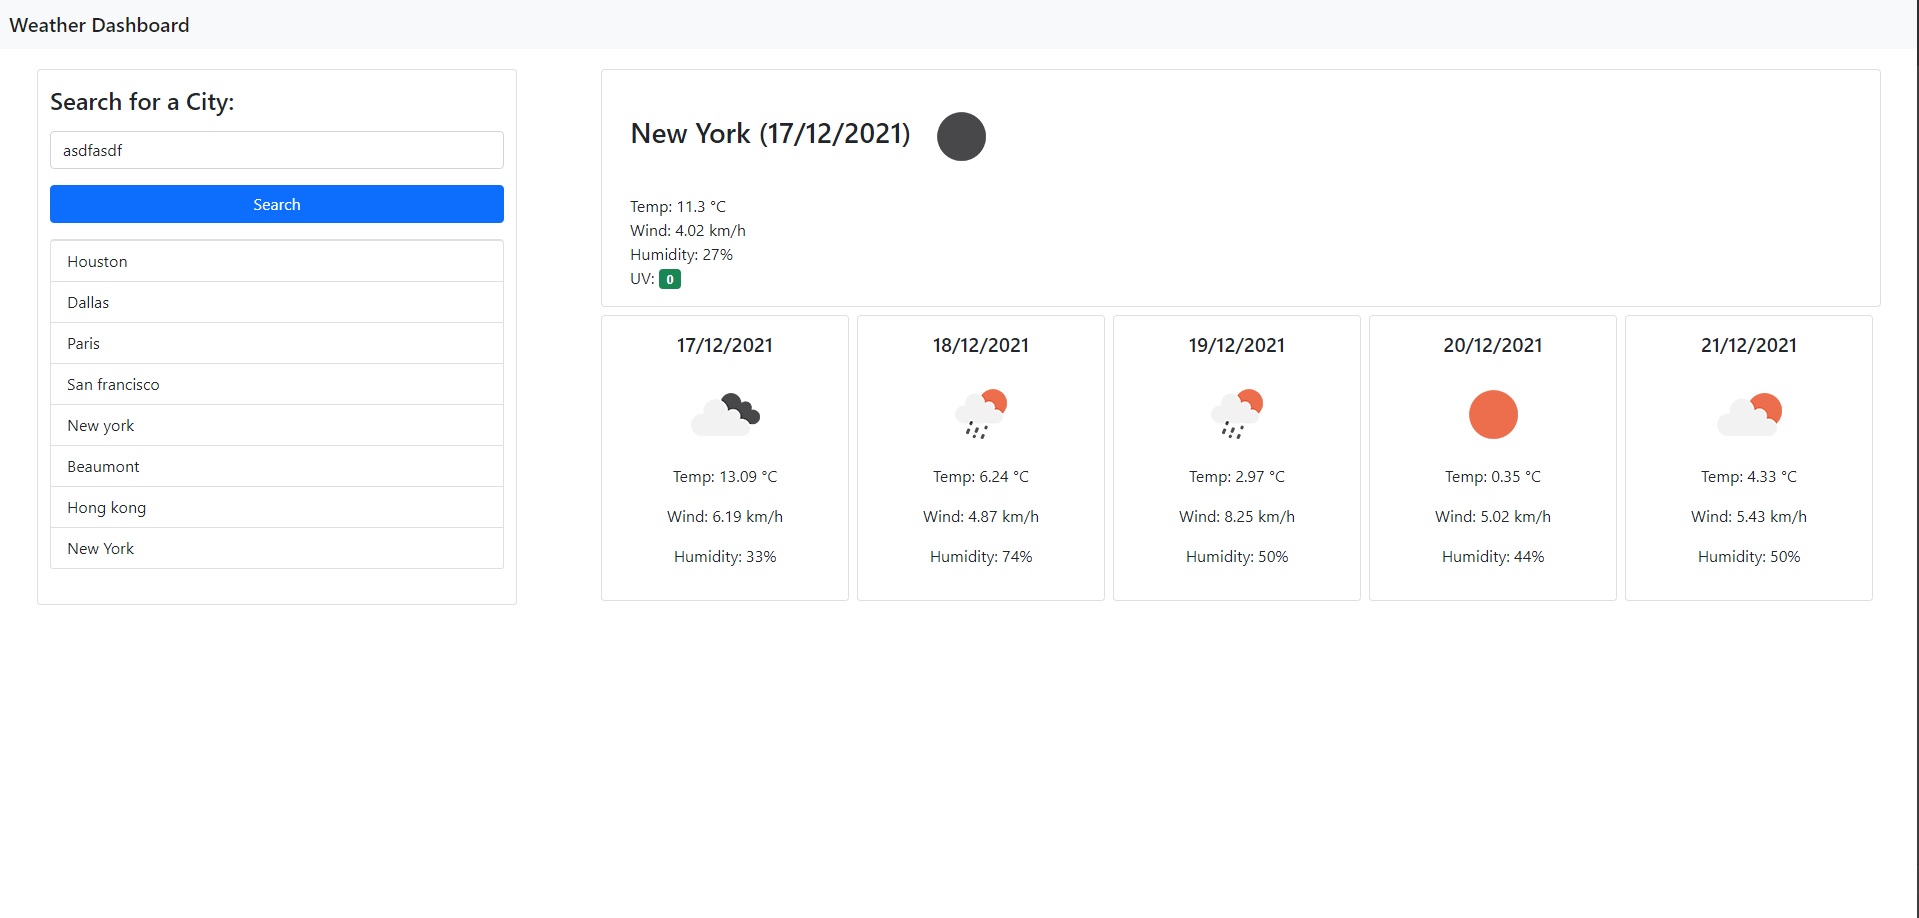 Weather Dashboard
Search for a City:
asdfasdf
Search
Houston
Dallas
Paris
San francisco
New york
Beaumont
Hong kong
New York
New York (17/12/2021)
Temp: 11.3 °C
Wind: 4.02 km/h
Humidity: 27%
UV: 0
17/12/2021
Temp: 13.09 °C
Wind: 6.19 km/h
Humidity: 33%
18/12/2021
Temp: 6.24 °C
Wind: 4.87 km/h
Humidity: 74%
19/12/2021
Temp: 2.97 °C
Wind: 8.25 km/h
Humidity: 50%
20/12/2021
Temp: 0.35 °C
Wind: 5.02 km/h
Humidity: 44%
21/12/2021
Temp: 4.33 °C
Wind: 5.43 km/h
Humidity: 50%